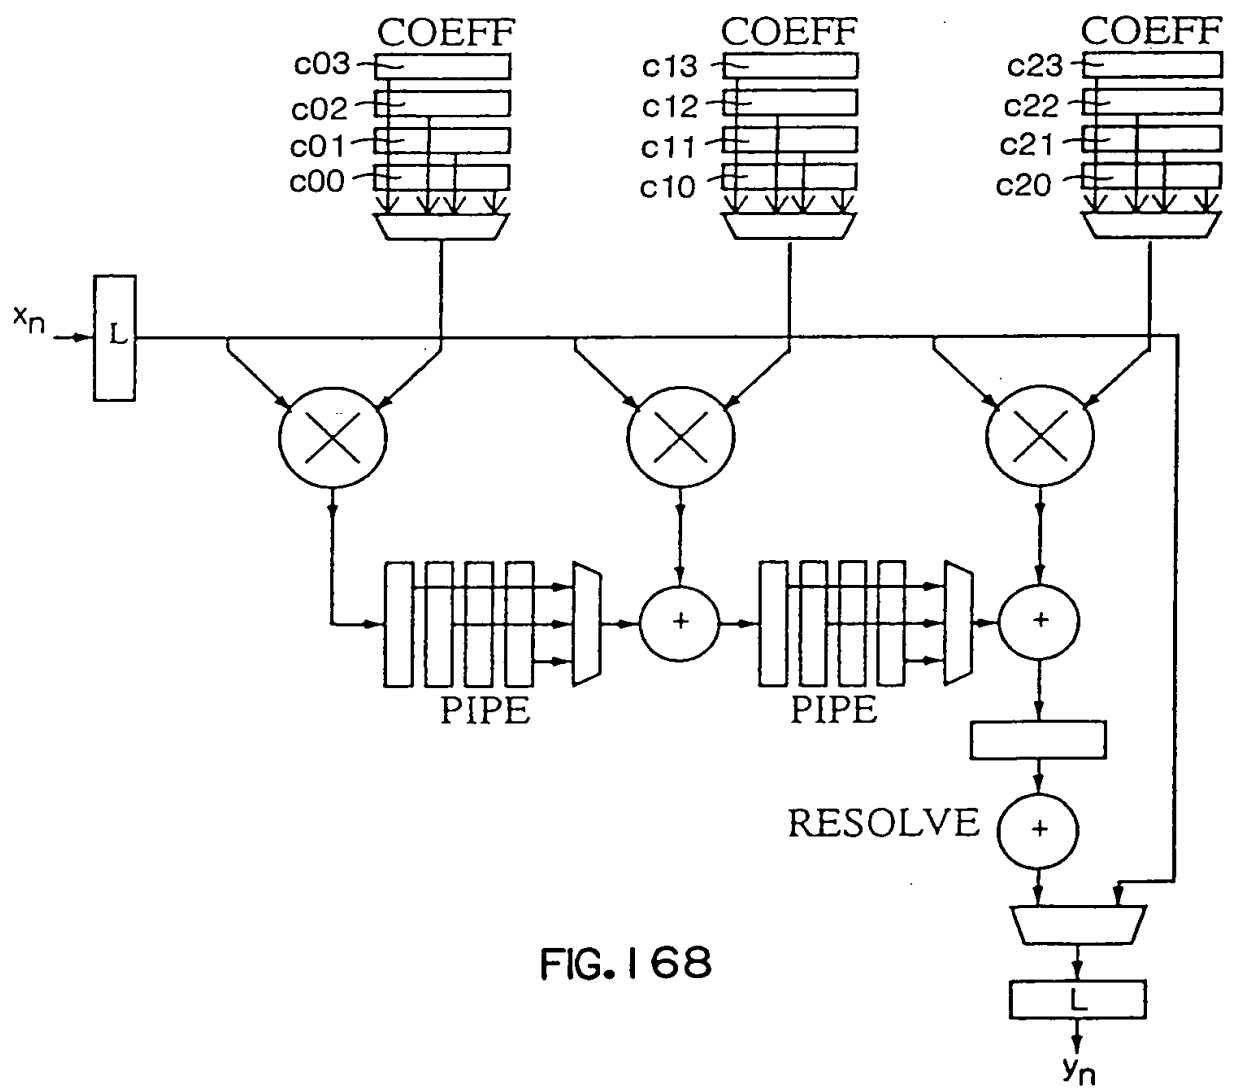 COEFF COEFF COEFF
c03 c13 c23
c02 c12 c22
c01 c11 c21
c00 c10 c20
xn L
+ +
PIPE PIPE
RESOLVE +
FIG. 168
L
yn